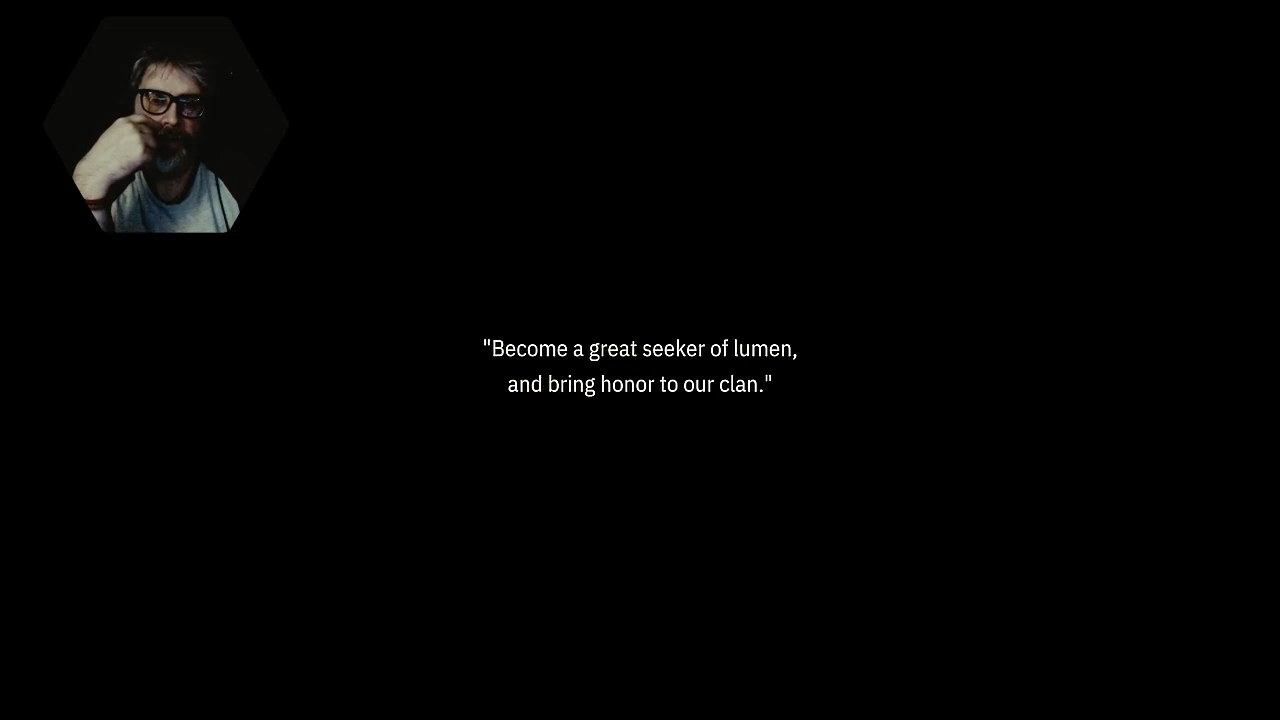 "Become a great seeker of lumen,
and bring honor to our clan."